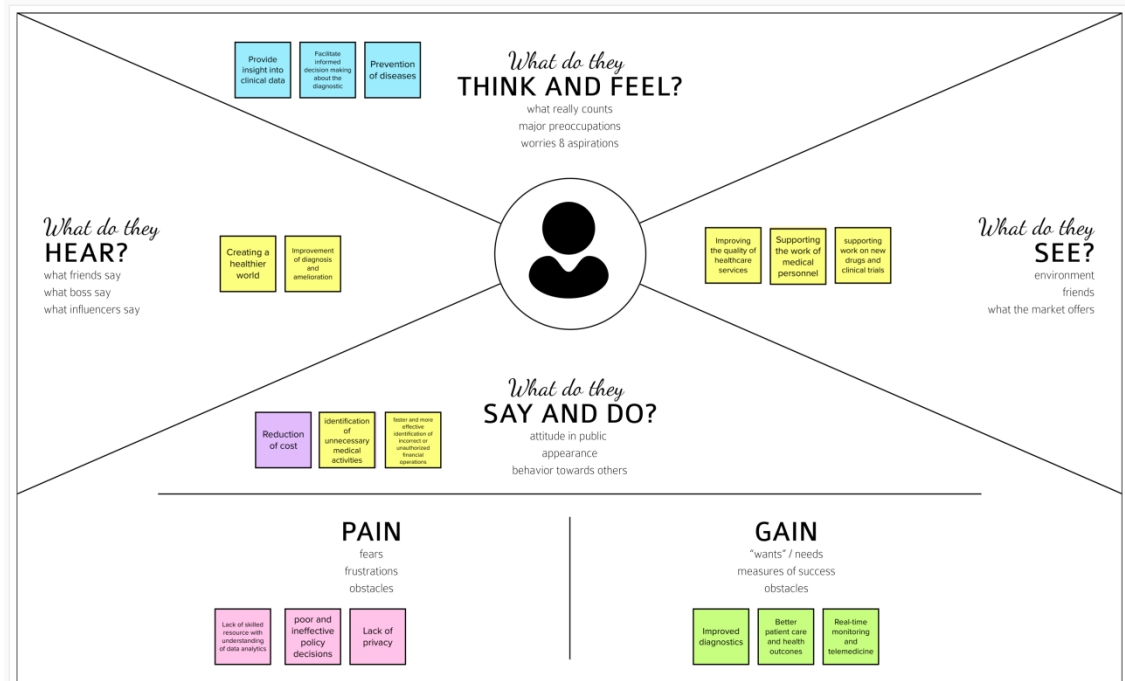 Provide
insight into
clinical data
Facilitate
informed
decision making
about the
diagnostic
Prevention
of diseases
What do they
THINK AND FEEL?
what really counts
major preoccupations
worries & aspirations
What do they
HEAR?
what friends say
what boss say
what influencers say
Creating a
healthier
world
Improvement
of diagnosis
and
amelioration
Improving
the quality of
healthcare
services
Supporting
the work of
medical
personnel
supporting
work on new
drugs and
clinical trials
What do they
SEE?
environment
friends
what the market offers
What do they
SAY AND DO?
attitude in public
appearance
behavior towards others
Reduction
of cost
identification
of
unnecessary
medical
activities
faster and more
effective
identification of
incorrect or
unauthorized
financial
operations
PAIN
fears
frustrations
obstacles
Lack of skilled
resource with
understanding
of data analytics
poor and
ineffective
policy
decisions
Lack of
privacy
GAIN
"wants" / needs
measures of success
obstacles
Improved
diagnostics
Better
patient care
and health
outcomes
Real-time
monitoring
and
telemedicine